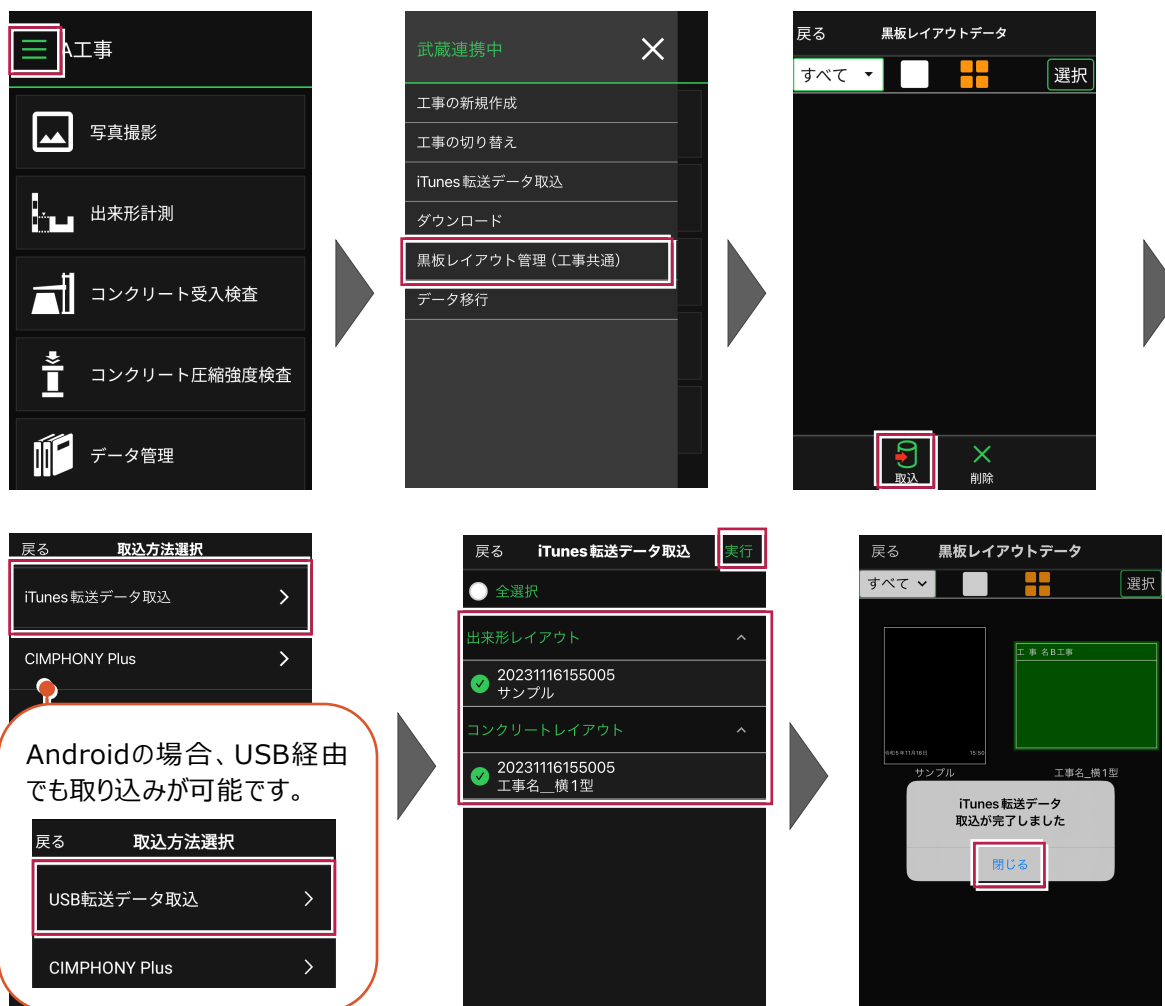 A工事
写真撮影
出来形計測
コンクリート受入検査
コンクリート圧縮強度検査
データ管理
武蔵連携中
工事の新規作成
工事の切り替え
iTunes転送データ取込
ダウンロード
黒板レイアウト管理（工事共通）
データ移行
戻る 黒板レイアウトデータ
すべて 選択
取込 削除
戻る 取込方法選択
iTunes転送データ取込
CIMPHONY Plus
Androidの場合、USB経由
でも取り込みが可能です。
戻る 取込方法選択
USB転送データ取込
CIMPHONY Plus
戻る iTunes転送データ取込 実行
全選択
出来形レイアウト
20231116155005
サンプル
コンクリートレイアウト
20231116155005
工事名__横1型
戻る 黒板レイアウトデータ
すべて 選択
工 事 名B工事
令和5年11月16日 15:50
サンプル 工事名_横1型
iTunes転送データ
取込が完了しました
閉じる